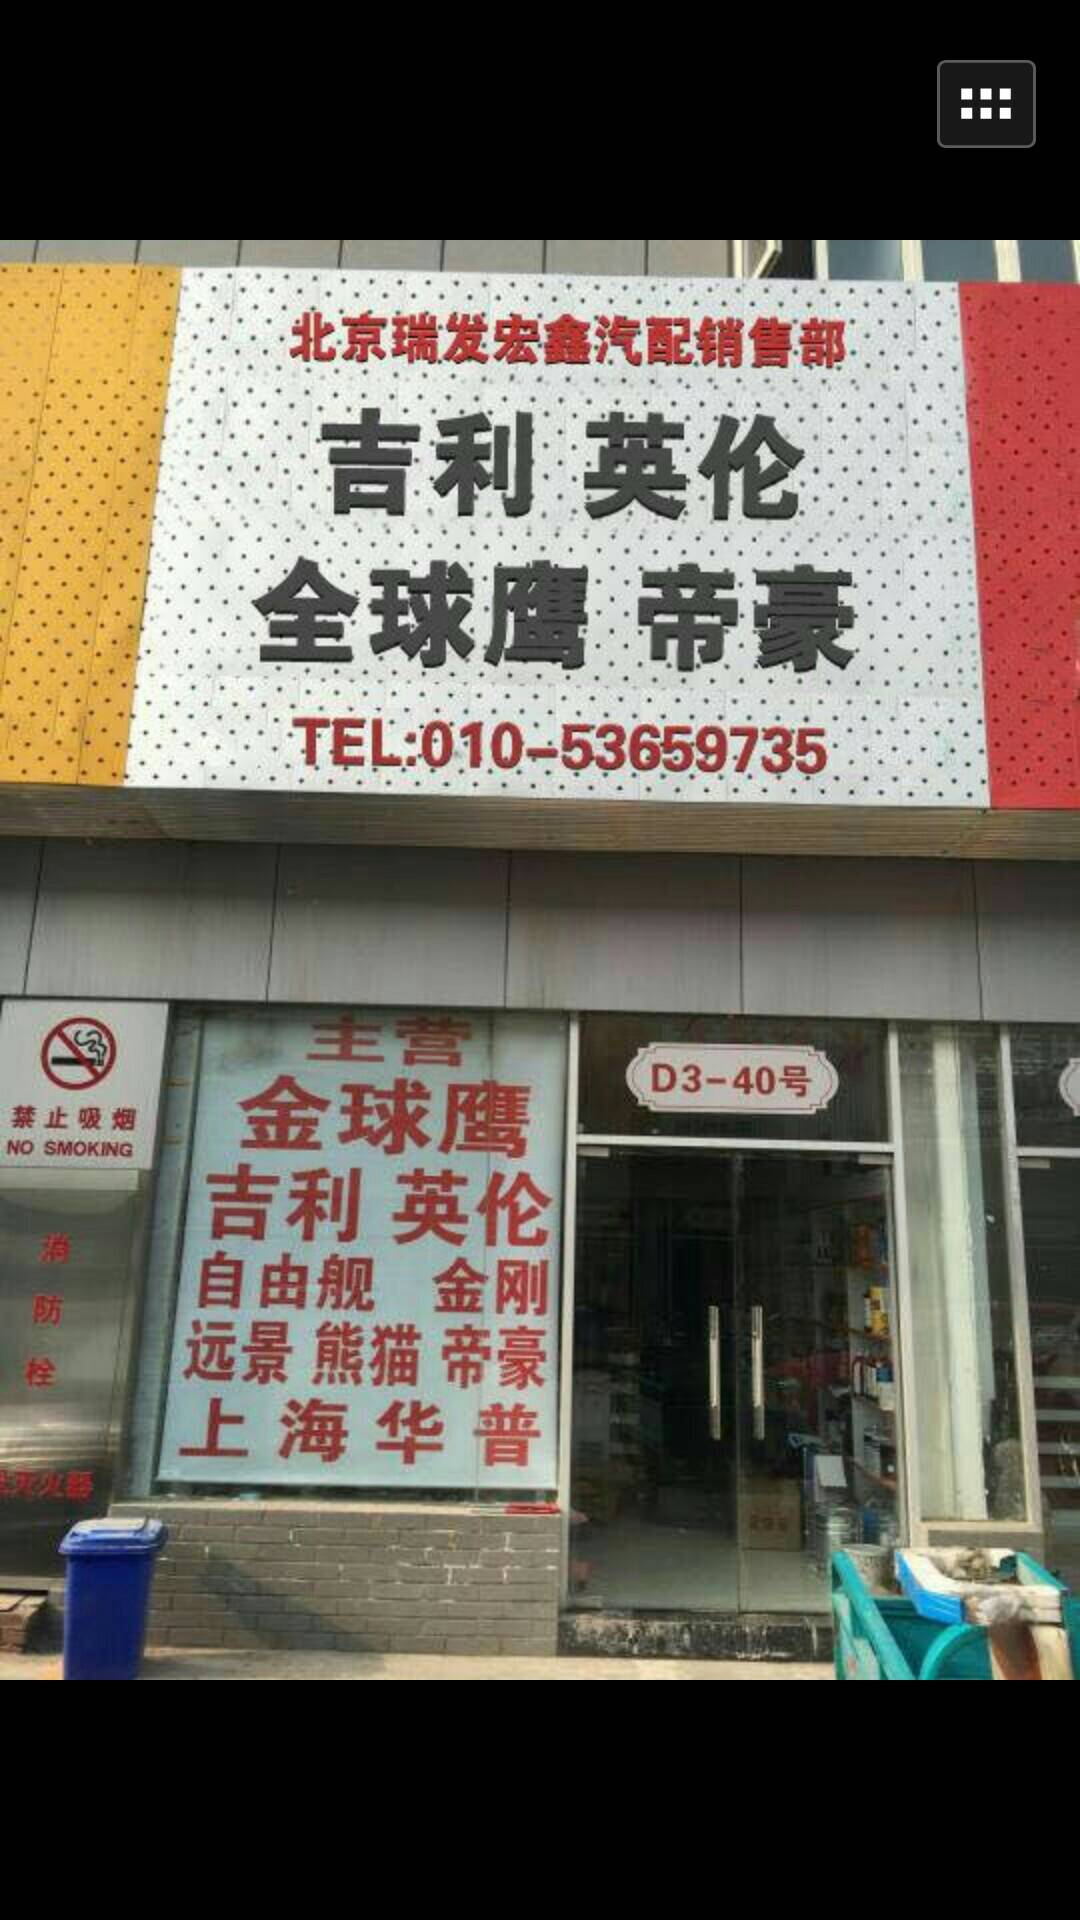 北京瑞发宏鑫汽配销售部
吉利 英伦
全球鹰 帝豪
TEL:010-53659735
禁止吸烟
NO SMOKING
消防栓
灭火器
主营
金球鹰
吉利 英伦
自由舰 金刚
远景 熊猫 帝豪
上海华普
D3-40号